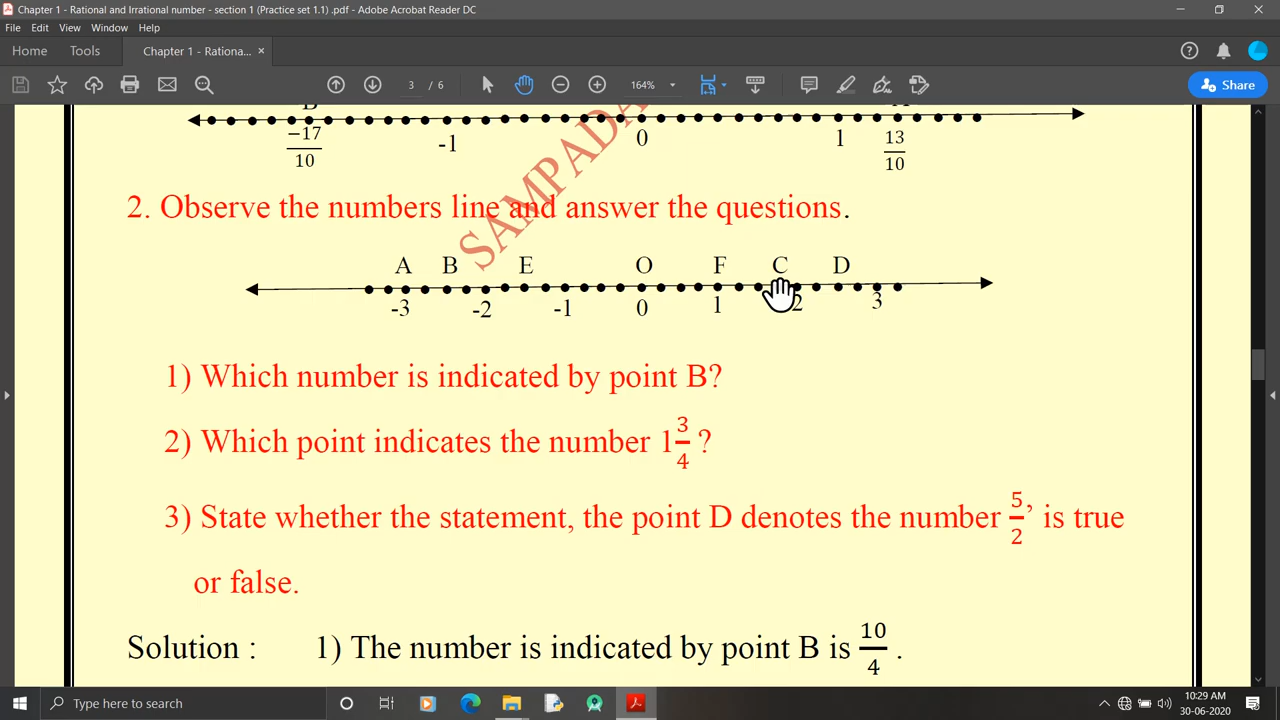 Chapter 1 - Rational and Irrational number - section 1 (Practice set 1.1) .pdf - Adobe Acrobat Reader DC
File Edit View Window Help
Home Tools Chapter 1 - Rationa... ×
3 / 6 164% Share
-1 0 1
−17/10 13/10
SAMPADA
2. Observe the numbers line and answer the questions.
A B E O F C D
-3 -2 -1 0 1 2 3
1) Which number is indicated by point B?
2) Which point indicates the number 1 3/4 ?
3) State whether the statement, the point D denotes the number 5/2’ is true
or false.
Solution : 1) The number is indicated by point B is 10/4 .
Type here to search
10:29 AM
30-06-2020